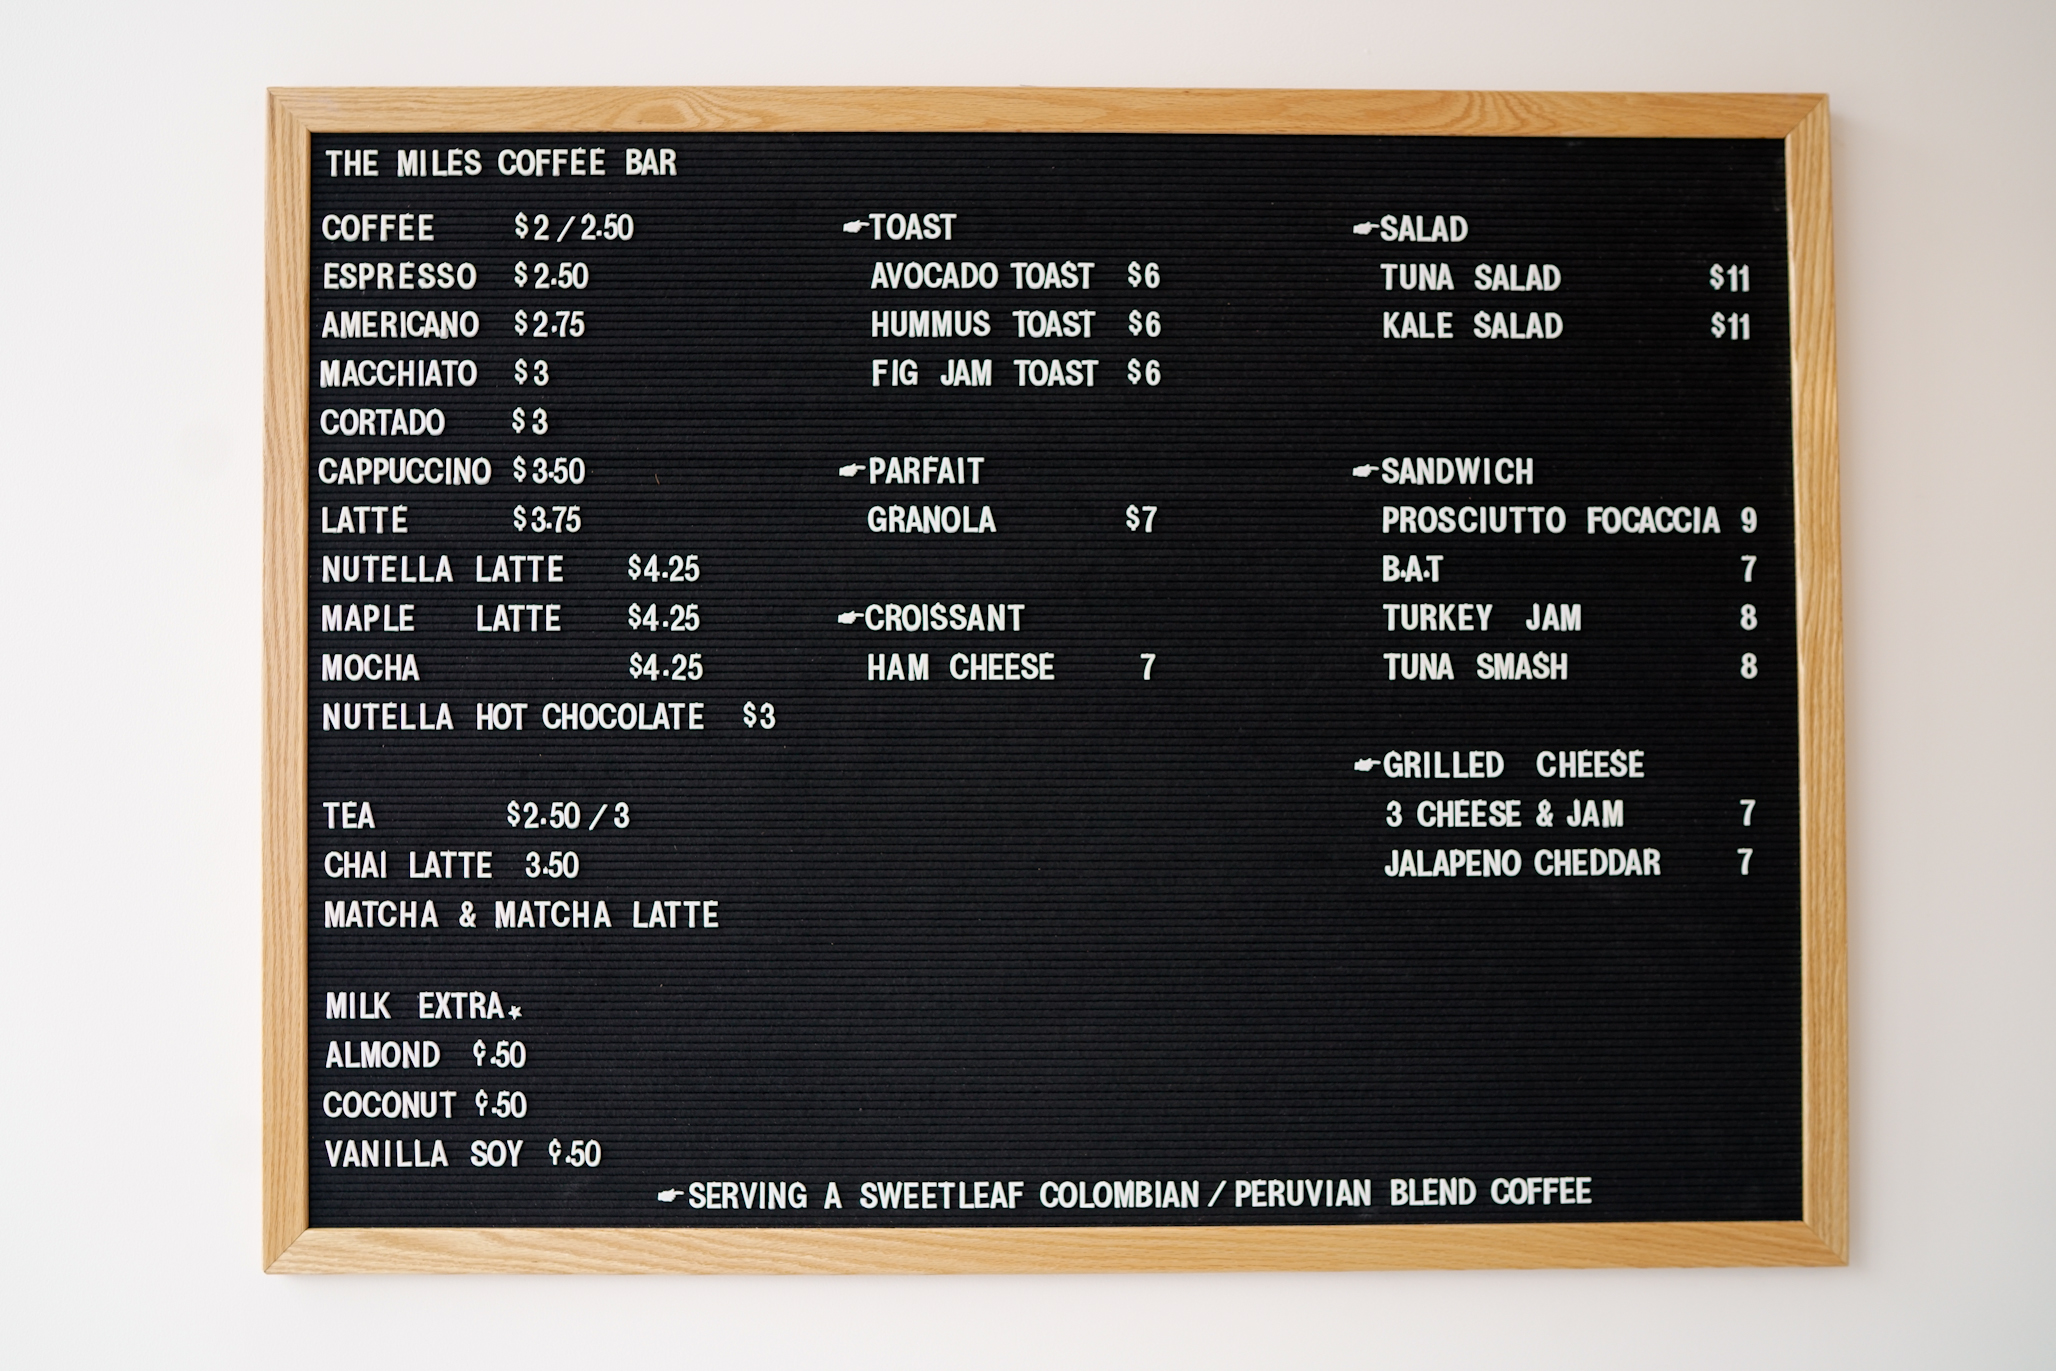 THE MILES COFFEE BAR
COFFEE $2/2.50
ESPRESSO $2.50
AMERICANO $2.75
MACCHIATO $3
CORTADO $3
CAPPUCCINO $3.50
LATTE $3.75
NUTELLA LATTE $4.25
MAPLE LATTE $4.25
MOCHA $4.25
NUTELLA HOT CHOCOLATE $3
TEA $2.50/3
CHAI LATTE 3.50
MATCHA & MATCHA LATTE
MILK EXTRA★
ALMOND ¢.50
COCONUT ¢.50
VANILLA SOY ¢.50
TOAST
AVOCADO TOAST $6
HUMMUS TOAST $6
FIG JAM TOAST $6
PARFAIT
GRANOLA $7
CROISSANT
HAM CHEESE 7
SALAD
TUNA SALAD $11
KALE SALAD $11
SANDWICH
PROSCIUTTO FOCACCIA 9
B.A.T 7
TURKEY JAM 8
TUNA SMASH 8
GRILLED CHEESE
3 CHEESE & JAM 7
JALAPENO CHEDDAR 7
SERVING A SWEETLEAF COLOMBIAN/PERUVIAN BLEND COFFEE